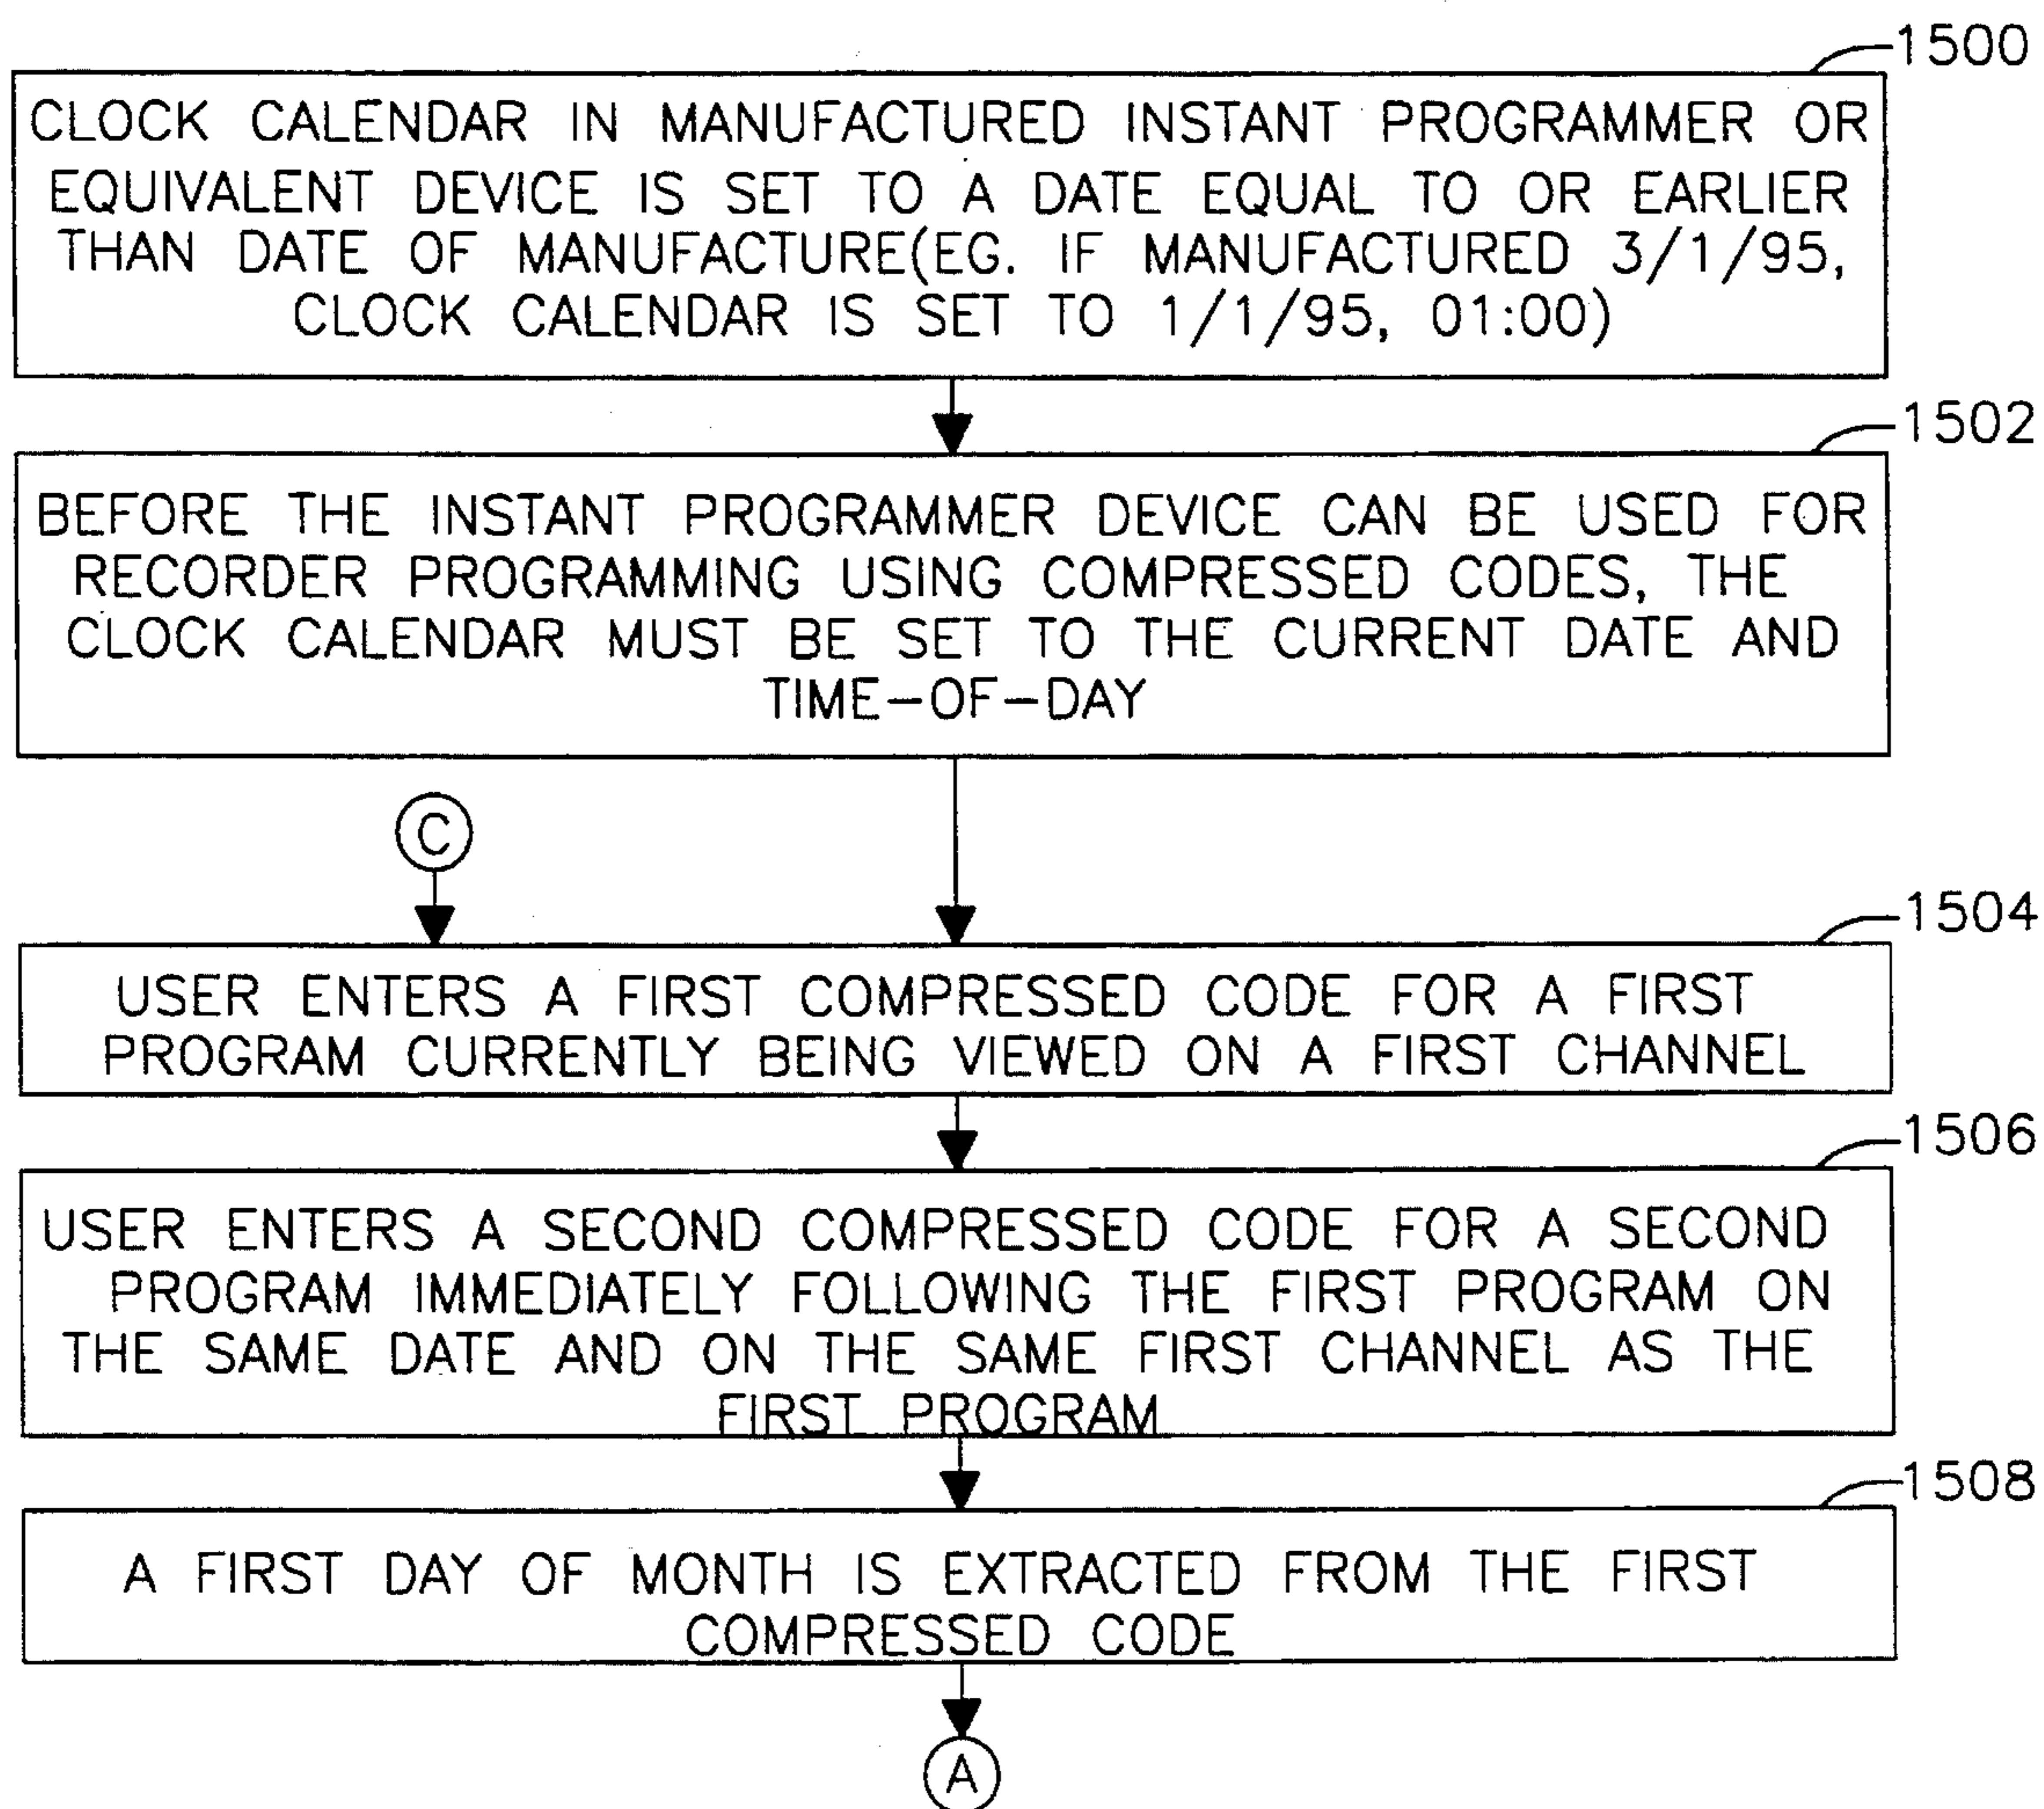 1500
CLOCK CALENDAR IN MANUFACTURED INSTANT PROGRAMMER OR
EQUIVALENT DEVICE IS SET TO A DATE EQUAL TO OR EARLIER
THAN DATE OF MANUFACTURE(EG. IF MANUFACTURED 3/1/95,
CLOCK CALENDAR IS SET TO 1/1/95, 01:00)
1502
BEFORE THE INSTANT PROGRAMMER DEVICE CAN BE USED FOR
RECORDER PROGRAMMING USING COMPRESSED CODES, THE
CLOCK CALENDAR MUST BE SET TO THE CURRENT DATE AND
TIME-OF-DAY
C
1504
USER ENTERS A FIRST COMPRESSED CODE FOR A FIRST
PROGRAM CURRENTLY BEING VIEWED ON A FIRST CHANNEL
1506
USER ENTERS A SECOND COMPRESSED CODE FOR A SECOND
PROGRAM IMMEDIATELY FOLLOWING THE FIRST PROGRAM ON
THE SAME DATE AND ON THE SAME FIRST CHANNEL AS THE
FIRST PROGRAM
1508
A FIRST DAY OF MONTH IS EXTRACTED FROM THE FIRST
COMPRESSED CODE
A